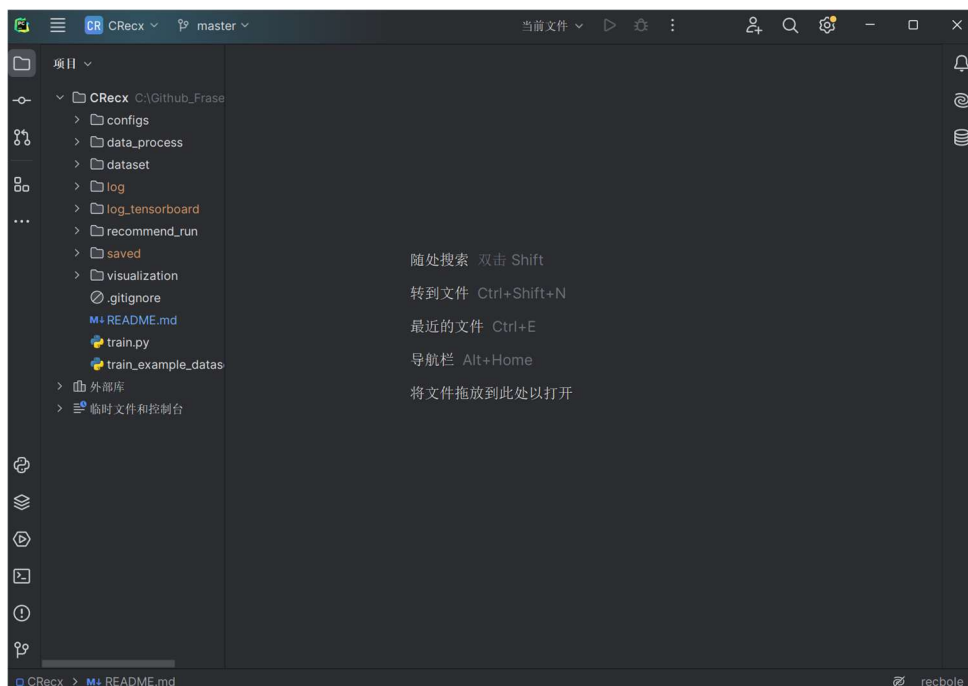 CR CRecx master 当前文件
项目
CRecx C:\Github_Frase
configs
data_process
dataset
log
log_tensorboard
recommend_run
saved
visualization
.gitignore
M↓ README.md
train.py
train_example_datas
外部库
临时文件和控制台
随处搜索 双击 Shift
转到文件 Ctrl+Shift+N
最近的文件 Ctrl+E
导航栏 Alt+Home
将文件拖放到此处以打开
CRecx > M↓ README.md recbole